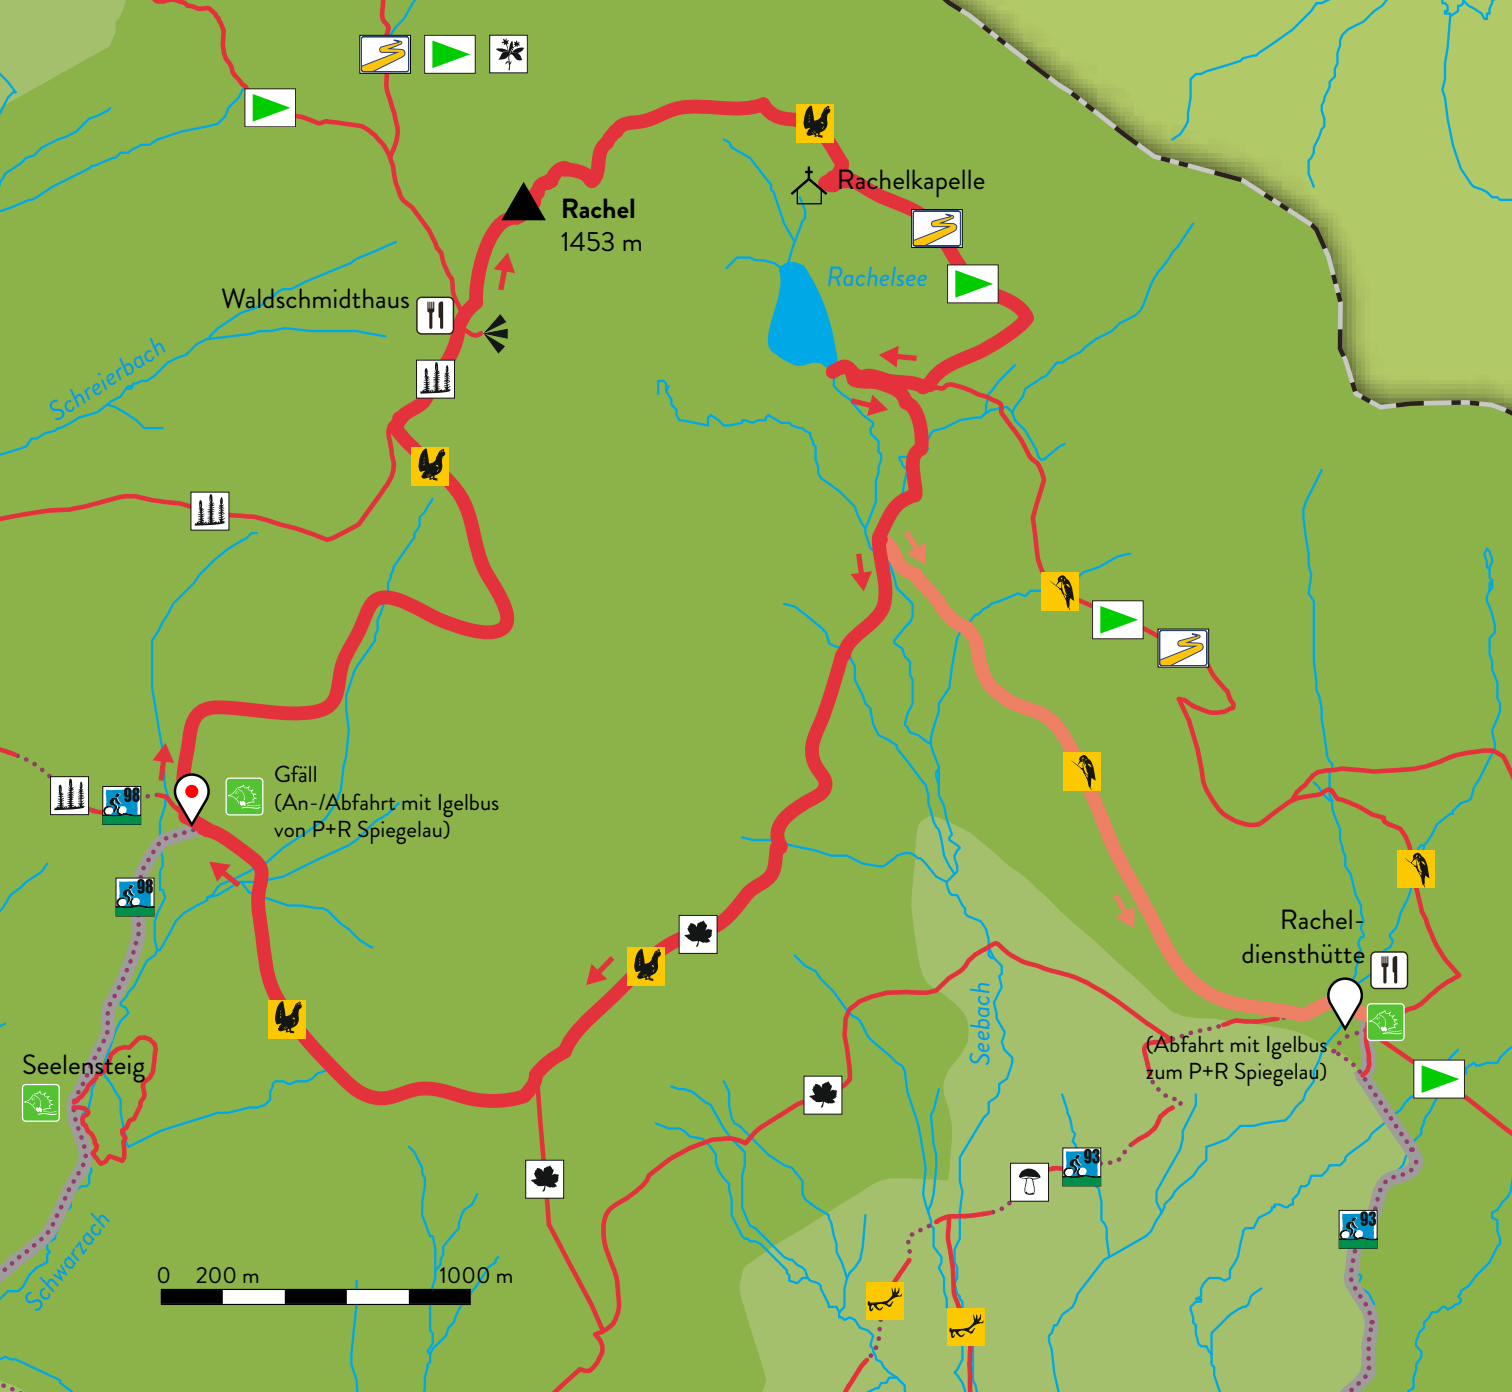 Rachelkapelle
Rachel
1453 m
Rachelsee
Waldschmidthaus
Schreierbach
Gfäll
(An-/Abfahrt mit Igelbus
von P+R Spiegelau)
98
98
Rachel-
diensthütte
(Abfahrt mit Igelbus
zum P+R Spiegelau)
Seebach
Seelensteig
93
93
Schwarzach
0 200 m 1000 m